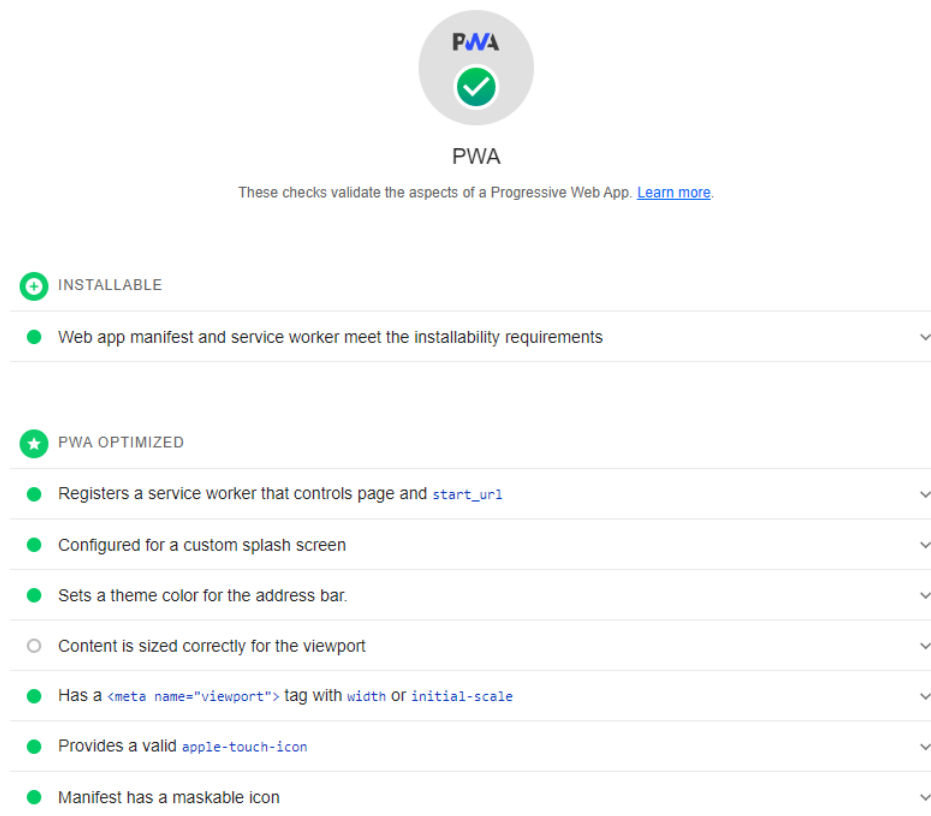 PWA
PWA
These checks validate the aspects of a Progressive Web App. Learn more.
INSTALLABLE
Web app manifest and service worker meet the installability requirements
PWA OPTIMIZED
Registers a service worker that controls page and start_url
Configured for a custom splash screen
Sets a theme color for the address bar.
Content is sized correctly for the viewport
Has a <meta name="viewport"> tag with width or initial-scale
Provides a valid apple-touch-icon
Manifest has a maskable icon